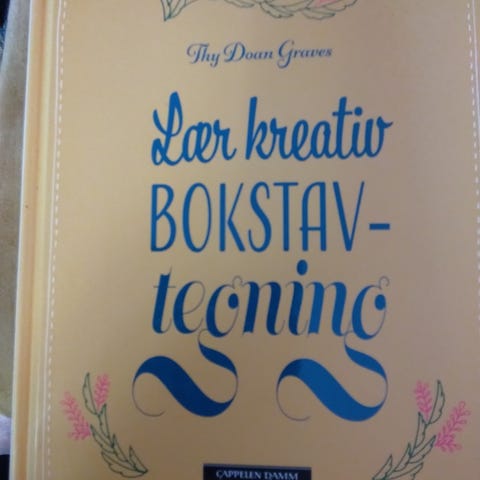 Thy Doan Graves
Lær kreativ
BOKSTAV-
tegning
CAPPELEN DAMM